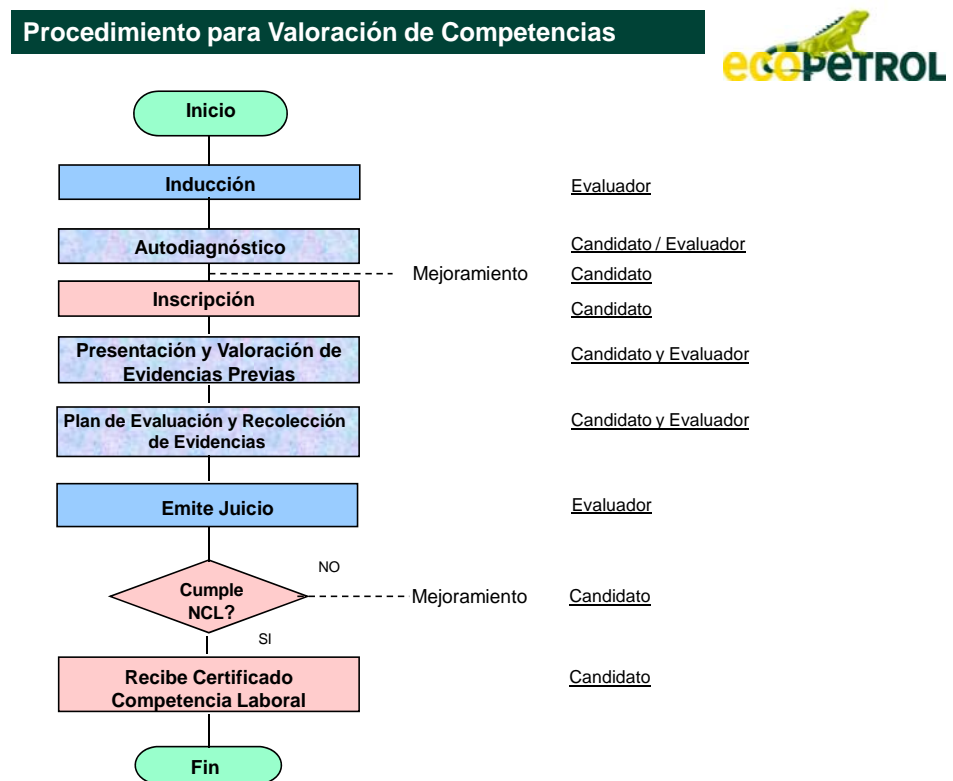 Procedimiento para Valoración de Competencias
ecoPeTROL
Inicio
Inducción
Evaluador
Autodiagnóstico
Candidato / Evaluador
Mejoramiento
Candidato
Inscripción
Candidato
Presentación y Valoración de
Evidencias Previas
Candidato y Evaluador
Plan de Evaluación y Recolección
de Evidencias
Candidato y Evaluador
Emite Juicio
Evaluador
NO
Cumple
NCL?
Mejoramiento
Candidato
SI
Recibe Certificado
Competencia Laboral
Candidato
Fin